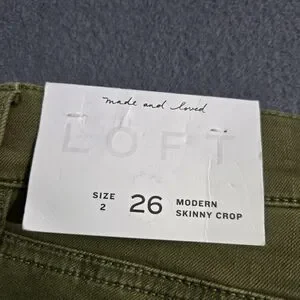 made and loved
LOFT
SIZE
2
26
MODERN
SKINNY CROP